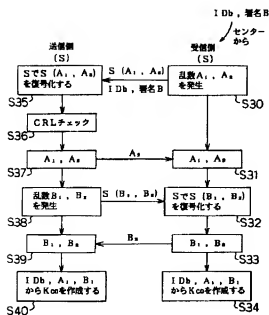 IDb,署名B
センター
から
送信側
(S)
受信側
(S)
SでS(A₁,A₂)
を復号化する
S(A₁,A₂)
IDb,署名B
乱数A₁,A₂
を発生
S35
S30
CRLチェック
S36
A₁,A₂
A₂
A₁,A₂
S37
S31
乱数B₁,B₂
を発生
S(B₁,B₂)
SでS(B₁,B₂)
を復号化する
S38
S32
B₁,B₂
B₂
B₁,B₂
S39
S33
IDb,A₁,B₁
からKcoを作成する
IDb,A₁,B₁
からKcoを作成する
S40
S34